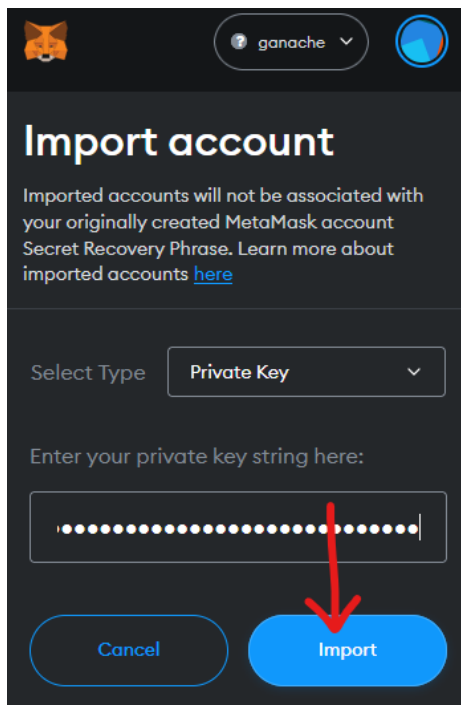 ganache
Import account
Imported accounts will not be associated with
your originally created MetaMask account
Secret Recovery Phrase. Learn more about
imported accounts here
Select Type
Private Key
Enter your private key string here:
Cancel
Import